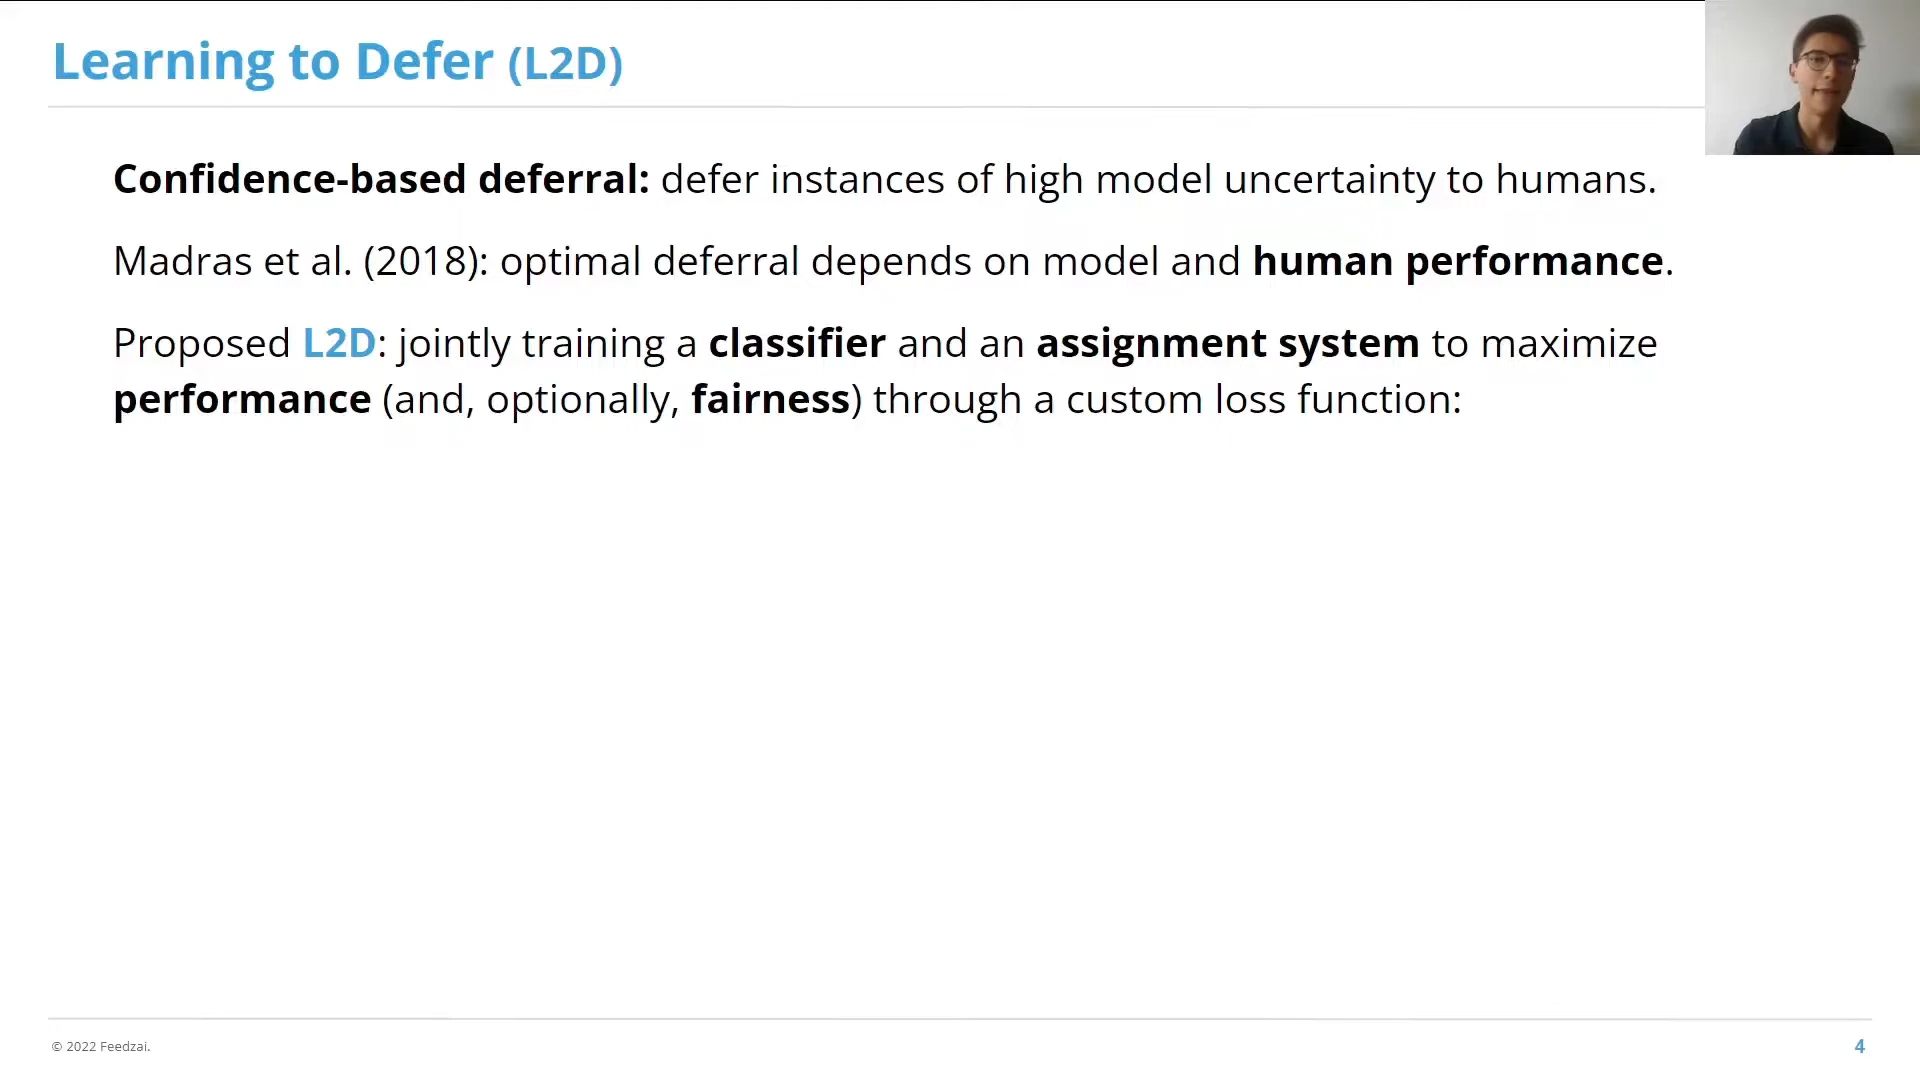 Learning to Defer (L2D)
Confidence-based deferral: defer instances of high model uncertainty to humans.
Madras et al. (2018): optimal deferral depends on model and human performance.
Proposed L2D: jointly training a classifier and an assignment system to maximize
performance (and, optionally, fairness) through a custom loss function:
© 2022 Feedzai.
4